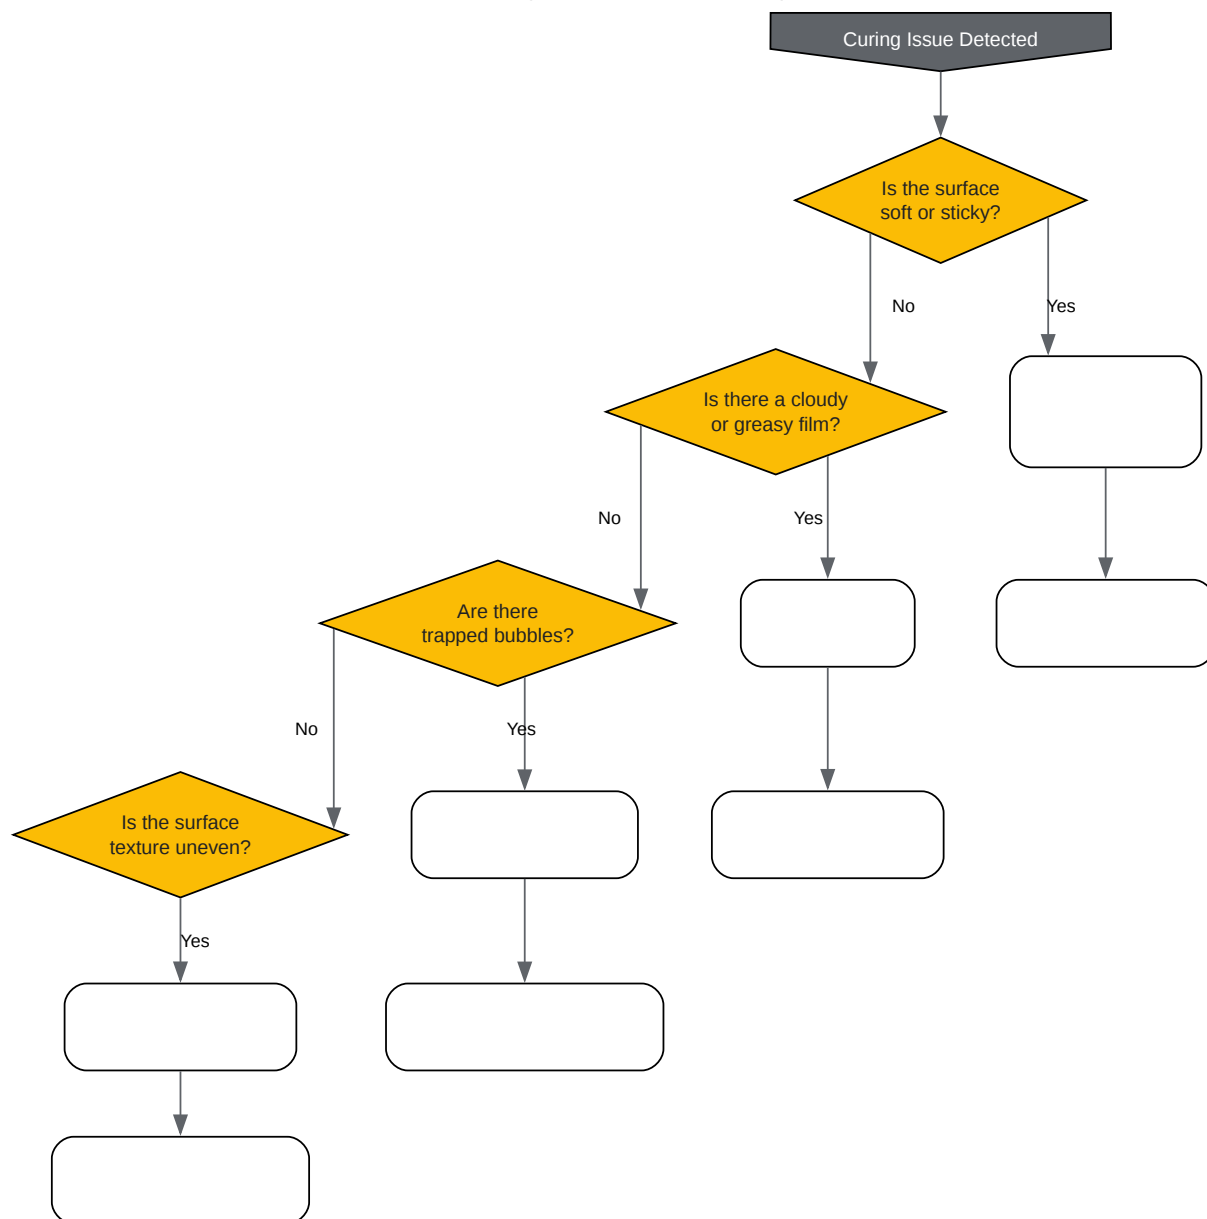 Curing Issue Detected
Is the surface
soft or sticky?
No
Yes
Is there a cloudy
or greasy film?
No
Yes
Are there
trapped bubbles?
No
Yes
Is the surface
texture uneven?
Yes